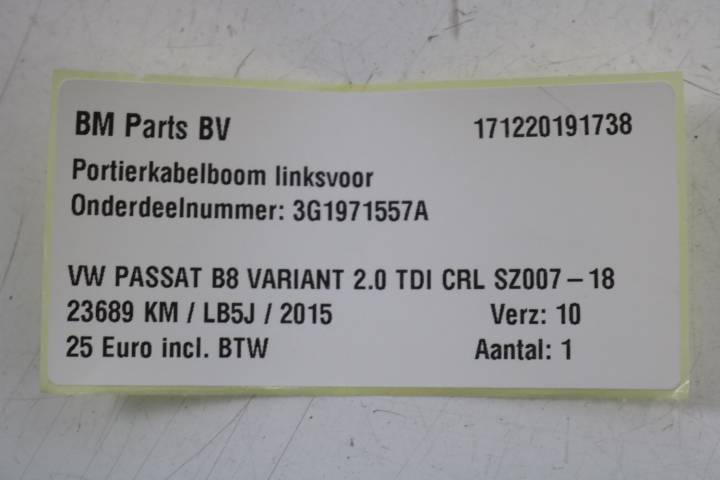 BM Parts BV 171220191738
Portierkabelboom linksvoor
Onderdeelnummer: 3G1971557A
VW PASSAT B8 VARIANT 2.0 TDI CRL SZ007 – 18
23689 KM / LB5J / 2015 Verz: 10
25 Euro incl. BTW Aantal: 1